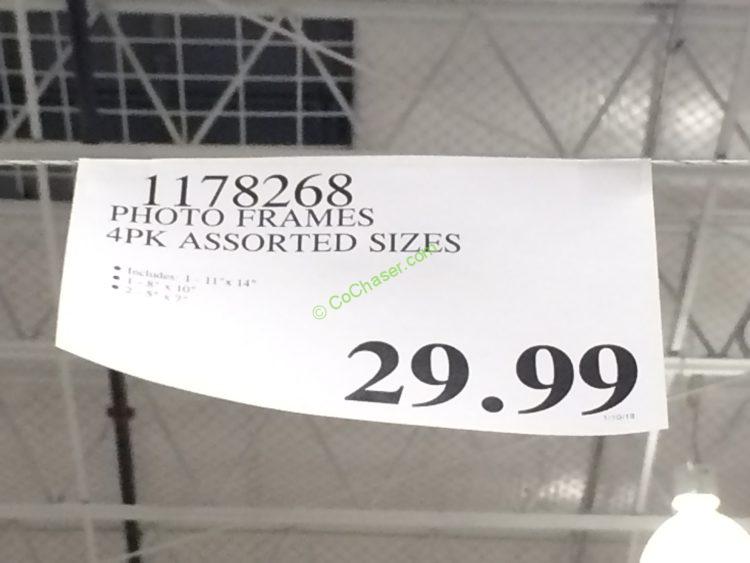 1178268
PHOTO FRAMES
4PK ASSORTED SIZES
• Includes: 1 - 11"x 14"
• 1 - 8" x 10"
• 2 - 5" x 7"
© CoChaser.com
29.99